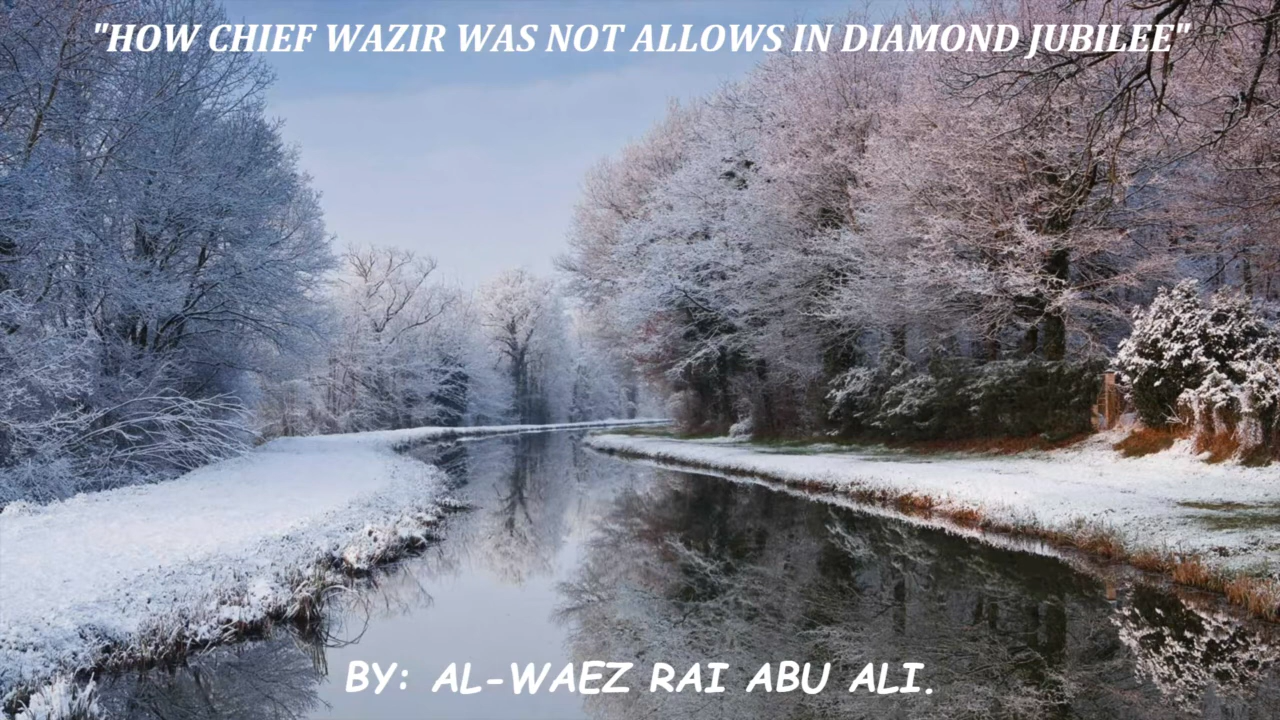 "HOW CHIEF WAZIR WAS NOT ALLOWS IN DIAMOND JUBILEE"
BY: AL-WAEZ RAI ABU ALI.